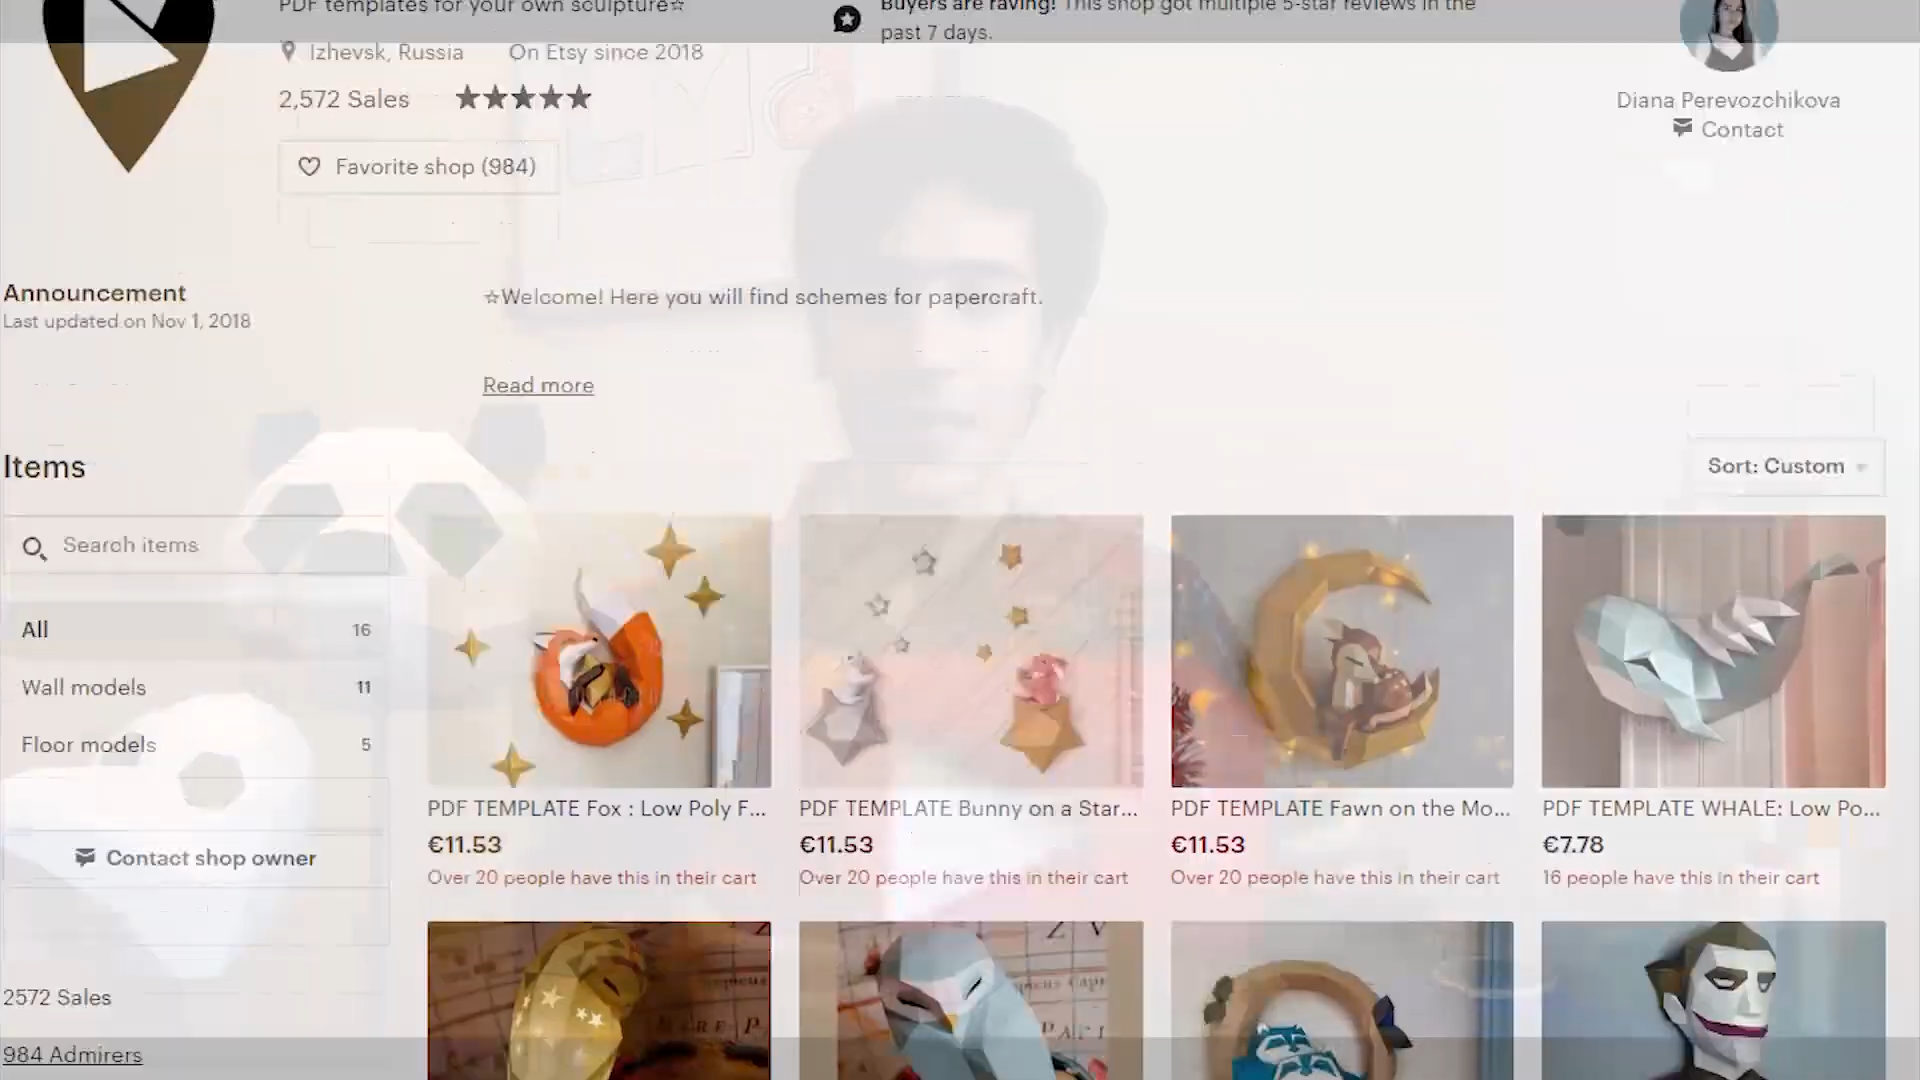 PDF templates for your own sculpture☆
Buyers are raving! This shop got multiple 5-star reviews in the
past 7 days.
Izhevsk, Russia On Etsy since 2018
2,572 Sales ★★★★★
Diana Perevozchikova
Contact
Favorite shop (984)
Announcement
Last updated on Nov 1, 2018
☆Welcome! Here you will find schemes for papercraft.
Read more
Items
Sort: Custom
Search items
All 16
Wall models 11
Floor models 5
Contact shop owner
2572 Sales
984 Admirers
PDF TEMPLATE Fox : Low Poly F...
€11.53
Over 20 people have this in their cart
PDF TEMPLATE Bunny on a Star...
€11.53
Over 20 people have this in their cart
PDF TEMPLATE Fawn on the Mo...
€11.53
Over 20 people have this in their cart
PDF TEMPLATE WHALE: Low Po...
€7.78
16 people have this in their cart